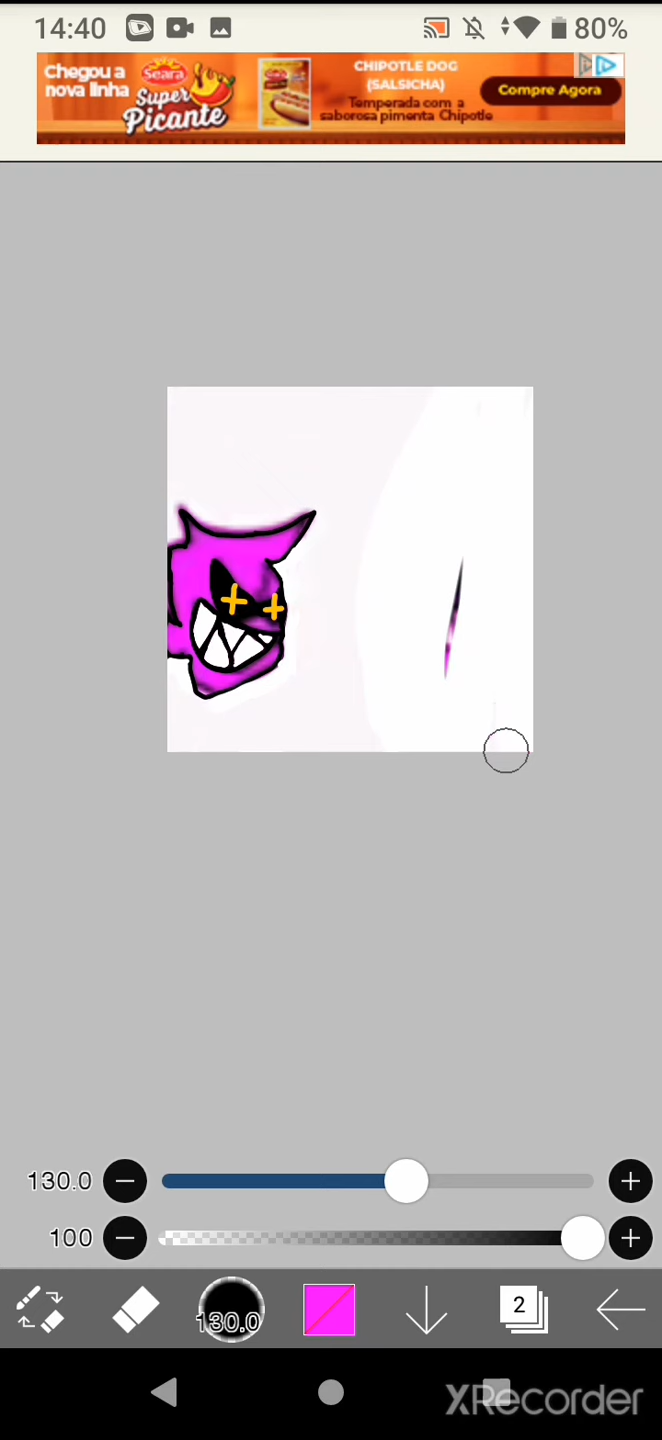 14:40
80%
Chegou a
nova linha
Seara
Super
Picante
CHIPOTLE DOG
(SALSICHA)
Temperada com a
saborosa pimenta Chipotle
Compre Agora
130.0
100
130.0
2
XRecorder